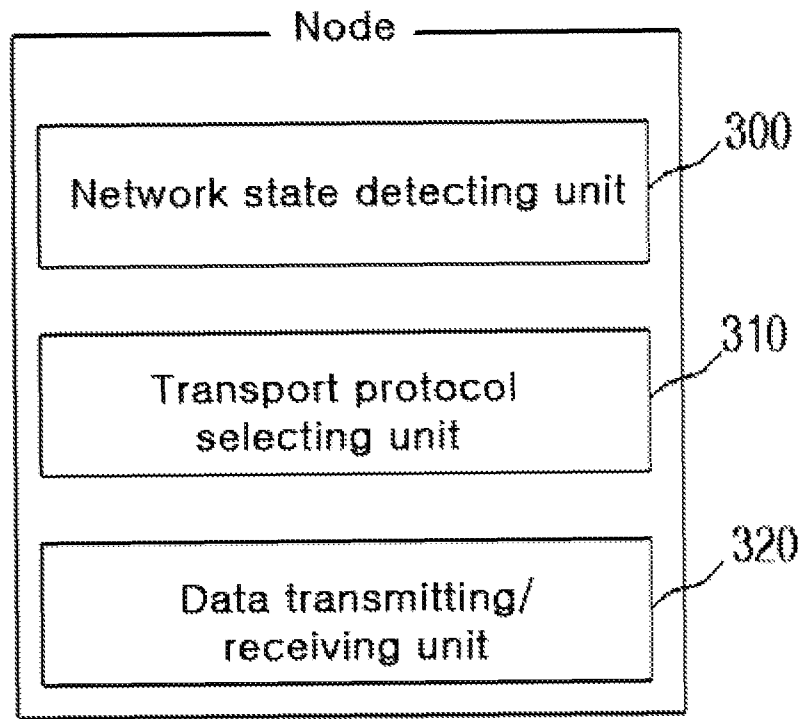 Node
300
Network state detecting unit
310
Transport protocol
selecting unit
320
Data transmitting/
receiving unit